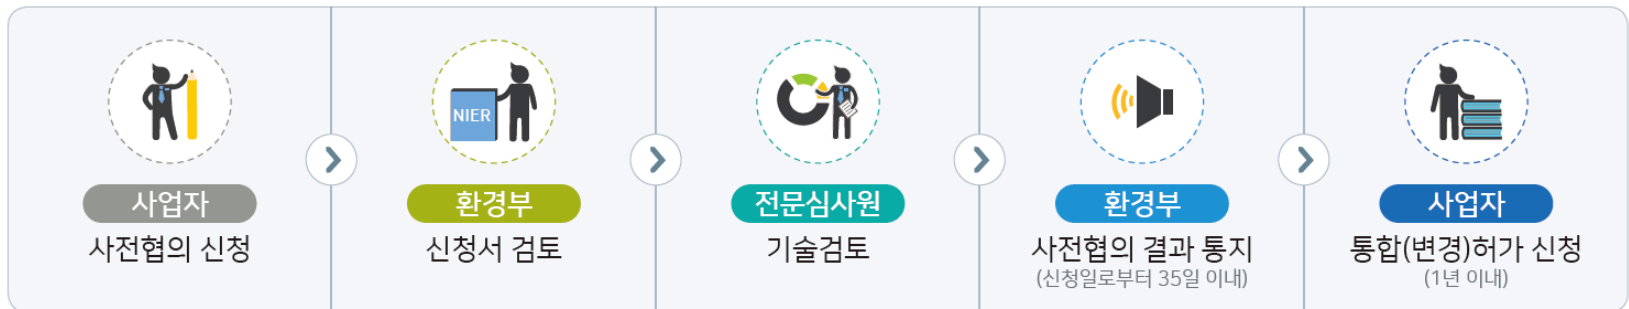 사업자
사전협의 신청
NIER
환경부
신청서 검토
전문심사원
기술검토
환경부
사전협의 결과 통지
(신청일로부터 35일 이내)
사업자
통합(변경)허가 신청
(1년 이내)